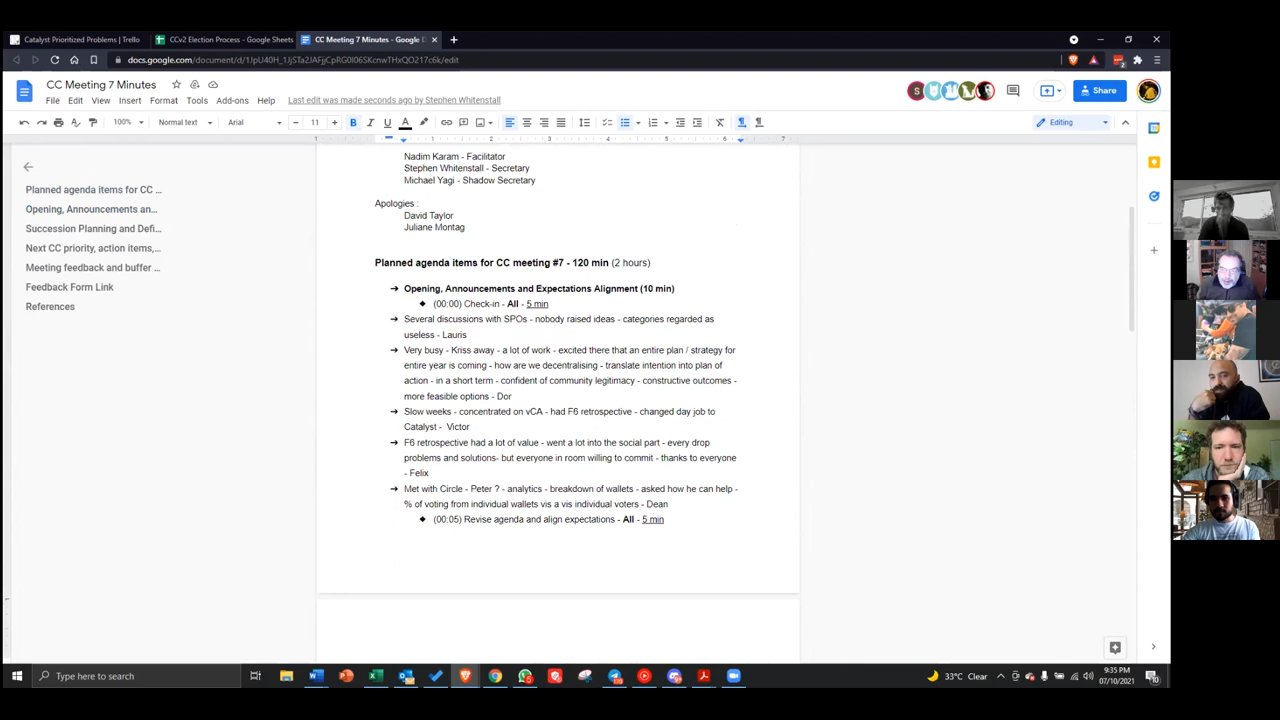 Catalyst Prioritized Problems | Trello
CCv2 Election Process - Google Sheets
CC Meeting 7 Minutes - Google D
CC Meeting 7 Minutes
File Edit View Insert Format Tools Add-ons Help Last edit was made seconds ago by Stephen Whitenstall
Share
100% Normal text Arial 11 Editing
Planned agenda items for CC ...
Opening, Announcements an...
Succession Planning and Defi...
Next CC priority, action items,...
Meeting feedback and buffer ...
Feedback Form Link
References
Nadim Karam - Facilitator
Stephen Whitenstall - Secretary
Michael Yagi - Shadow Secretary
Apologies :
David Taylor
Juliane Montag
Planned agenda items for CC meeting #7 - 120 min (2 hours)
Opening, Announcements and Expectations Alignment (10 min)
(00:00) Check-in - All - 5 min
Several discussions with SPOs - nobody raised ideas - categories regarded as
useless - Lauris
Very busy - Kriss away - a lot of work - excited there that an entire plan / strategy for
entire year is coming - how are we decentralising - translate intention into plan of
action - in a short term - confident of community legitimacy - constructive outcomes -
more feasible options - Dor
Slow weeks - concentrated on vCA - had F6 retrospective - changed day job to
Catalyst - Victor
F6 retrospective had a lot of value - went a lot into the social part - every drop
problems and solutions- but everyone in room willing to commit - thanks to everyone
- Felix
Met with Circle - Peter ? - analytics - breakdown of wallets - asked how he can help -
% of voting from individual wallets vis a vis individual voters - Dean
(00:05) Revise agenda and align expectations - All - 5 min
Type here to search
33°C Clear
9:35 PM
07/10/2021